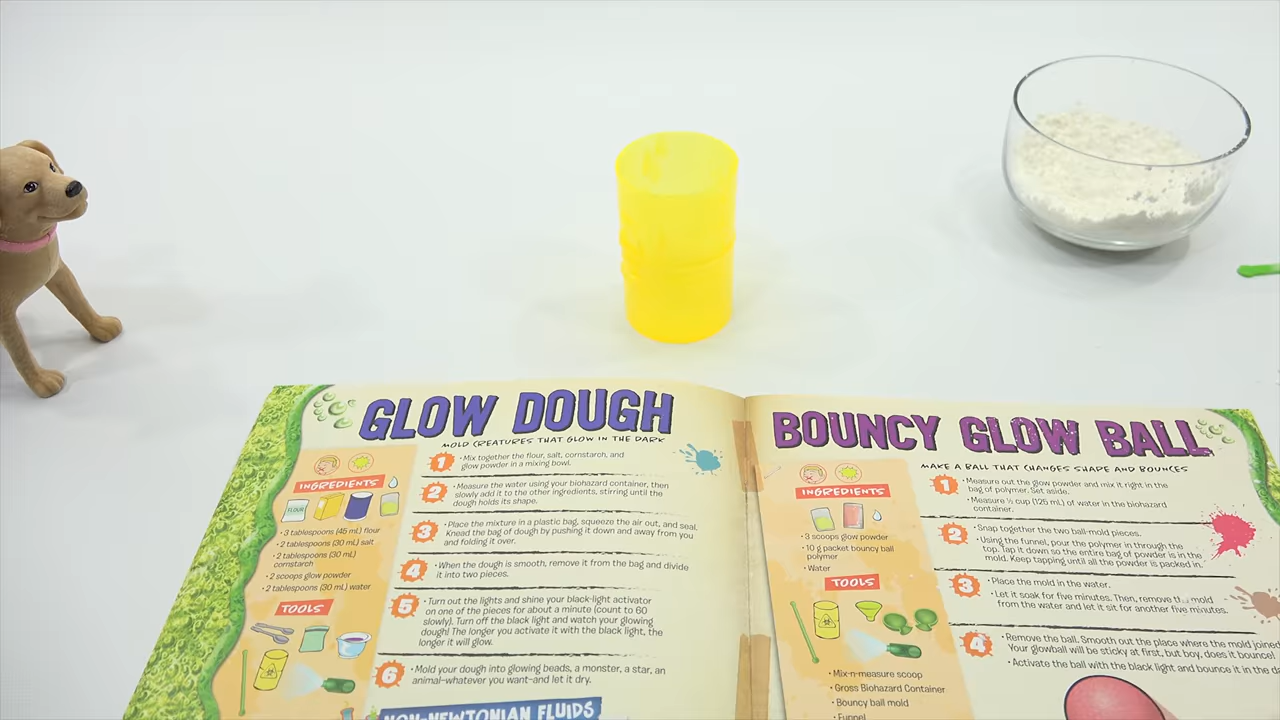 GLOW DOUGH
MOLD CREATURES THAT GLOW IN THE DARK
INGREDIENTS
FLOUR
• 3 tablespoons (45 mL) flour
• 2 tablespoons (30 mL) salt
• 2 tablespoons (30 mL)
cornstarch
• 2 scoops glow powder
• 2 tablespoons (30 mL) water
TOOLS
1
• Mix together the flour, salt, cornstarch, and
glow powder in a mixing bowl.
2
• Measure the water using your biohazard container, then
slowly add it to the other ingredients, stirring until the
dough holds its shape.
3
• Place the mixture in a plastic bag, squeeze the air out, and seal.
Knead the bag of dough by pushing it down and away from you
and folding it over.
4
• When the dough is smooth, remove it from the bag and divide
it into two pieces.
5
• Turn out the lights and shine your black-light activator
on one of the pieces for about a minute (count to 60
slowly). Turn off the black light and watch your glowing
dough! The longer you activate it with the black light, the
longer it will glow.
6
• Mold your dough into glowing beads, a monster, a star, an
animal-whatever you want-and let it dry.
NON-NEWTONIAN FLUIDS
BOUNCY GLOW BALL
MAKE A BALL THAT CHANGES SHAPE AND BOUNCES
INGREDIENTS
• 3 scoops glow powder
• 10 g packet bouncy ball
polymer
• Water
TOOLS
• Mix-n-measure scoop
• Gross Biohazard Container
• Bouncy ball mold
• Funnel
1
• Measure out the glow powder and mix it right in the
bag of polymer. Set aside.
• Measure ½ cup (125 mL) of water in the biohazard
container.
2
• Snap together the two ball-mold pieces.
• Using the funnel, pour the polymer in through the
top. Tap it down so the entire bag of powder is in the
mold. Keep tapping until all the powder is packed in.
3
• Place the mold in the water.
• Let it soak for five minutes. Then, remove the mold
from the water and let it sit for another five minutes.
4
• Remove the ball. Smooth out the place where the mold joined
Your glowball will be sticky at first, but boy, does it bounce!
• Activate the ball with the black light and bounce it in the